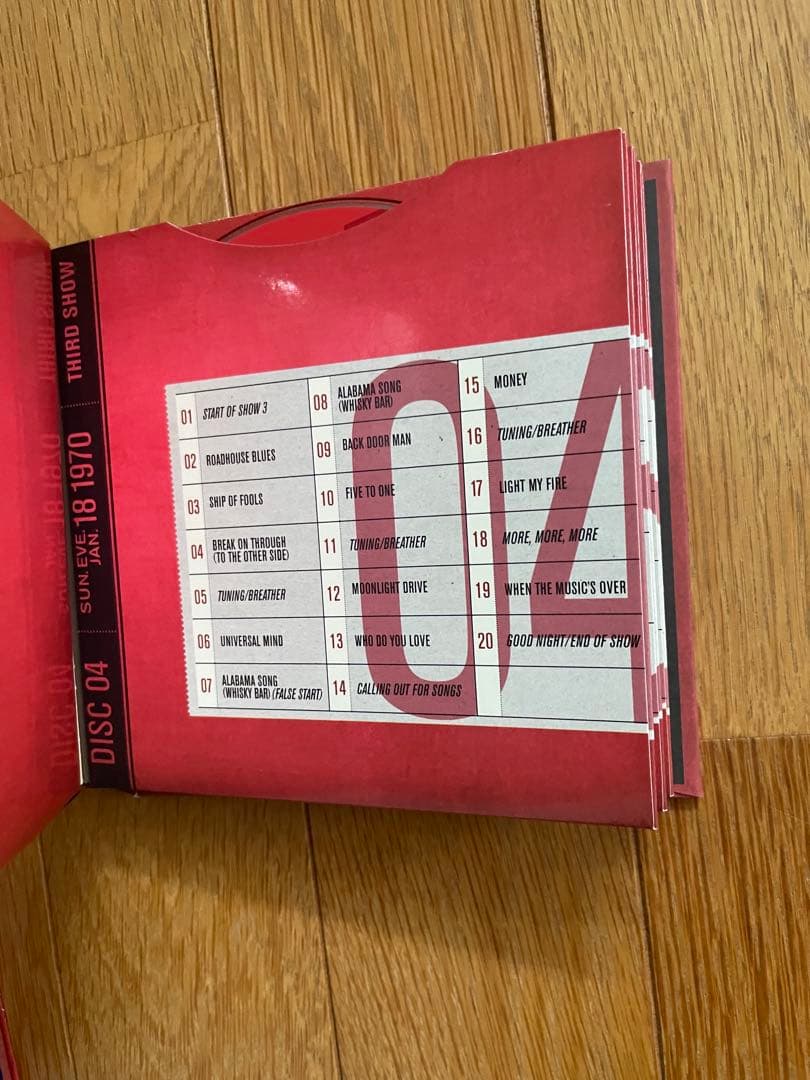 DISC 04
SUN. EVE.
JAN. 18 1970
THIRD SHOW
01 START OF SHOW 3
02 ROADHOUSE BLUES
03 SHIP OF FOOLS
04 BREAK ON THROUGH
(TO THE OTHER SIDE)
05 TUNING/BREATHER
06 UNIVERSAL MIND
07 ALABAMA SONG
(WHISKY BAR) (FALSE START)
08 ALABAMA SONG
(WHISKY BAR)
09 BACK DOOR MAN
10 FIVE TO ONE
11 TUNING/BREATHER
12 MOONLIGHT DRIVE
13 WHO DO YOU LOVE
14 CALLING OUT FOR SONGS
15 MONEY
16 TUNING/BREATHER
17 LIGHT MY FIRE
18 MORE, MORE, MORE
19 WHEN THE MUSIC'S OVER
20 GOOD NIGHT/END OF SHOW
04